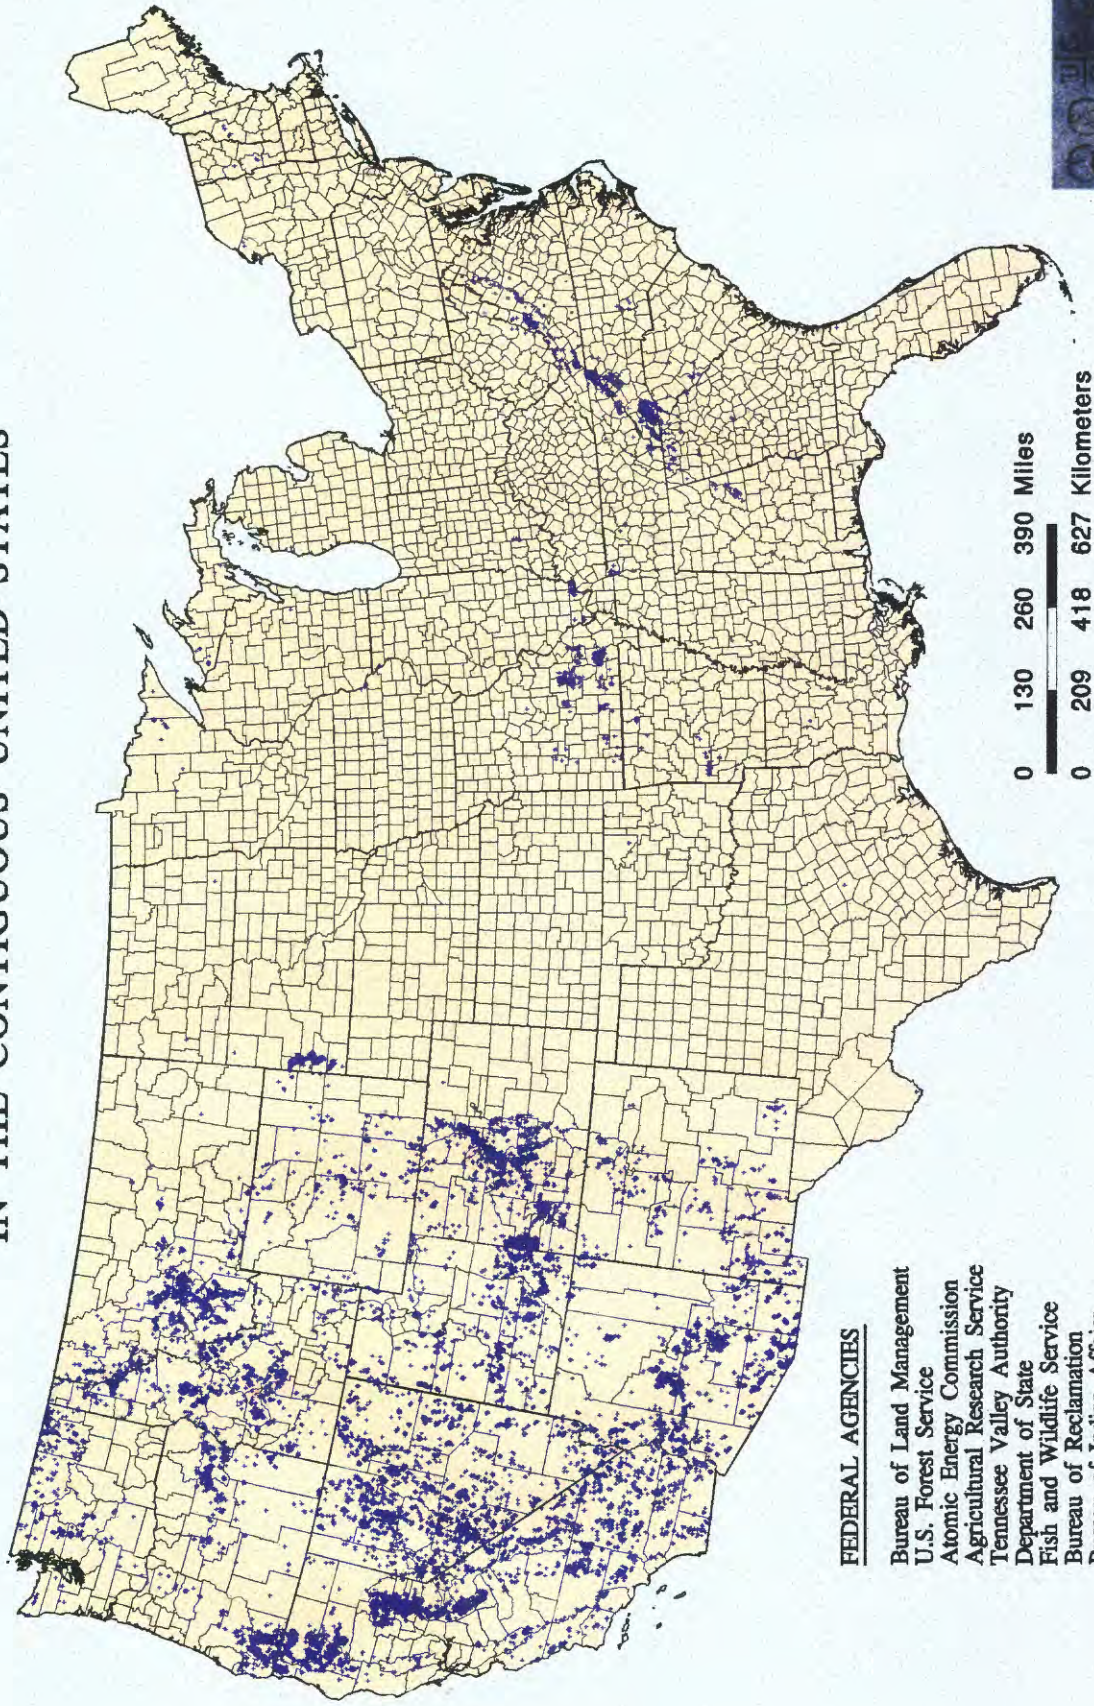 IN THE CONTIGUOUS UNITED STATES
0 130 260 390 Miles
0 209 418 627 Kilometers
FEDERAL AGENCIES
Bureau of Land Management
U.S. Forest Service
Atomic Energy Commission
Agricultural Research Service
Tennessee Valley Authority
Department of State
Fish and Wildlife Service
Bureau of Reclamation